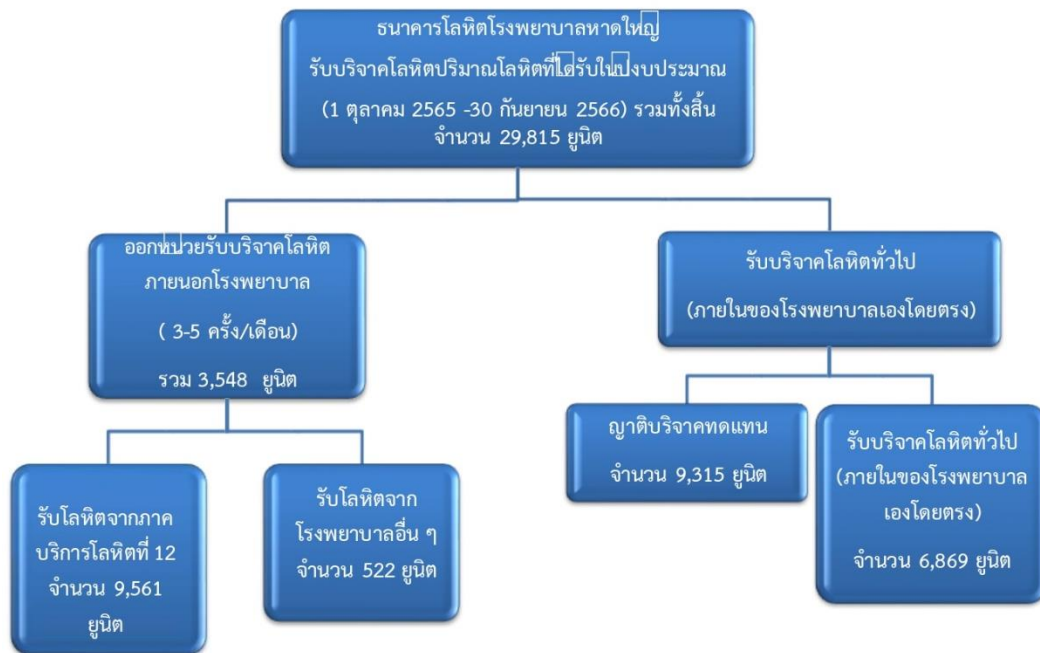 ธนาคารโลหิตโรงพยาบาลหาดใหญ่
รับบริจาคโลหิตปริมาณโลหิตที่ได้รับในปีงบประมาณ
(1 ตุลาคม 2565 -30 กันยายน 2566) รวมทั้งสิ้น
จำนวน 29,815 ยูนิต
ออกหน่วยรับบริจาคโลหิต
ภายนอกโรงพยาบาล
( 3-5 ครั้ง/เดือน)
รวม 3,548 ยูนิต
รับบริจาคโลหิตทั่วไป
(ภายในของโรงพยาบาลเองโดยตรง)
รับโลหิตจากภาค
บริการโลหิตที่ 12
จำนวน 9,561
ยูนิต
รับโลหิตจาก
โรงพยาบาลอื่น ๆ
จำนวน 522 ยูนิต
ญาติบริจาคทดแทน
จำนวน 9,315 ยูนิต
รับบริจาคโลหิตทั่วไป
(ภายในของโรงพยาบาล
เองโดยตรง)
จำนวน 6,869 ยูนิต